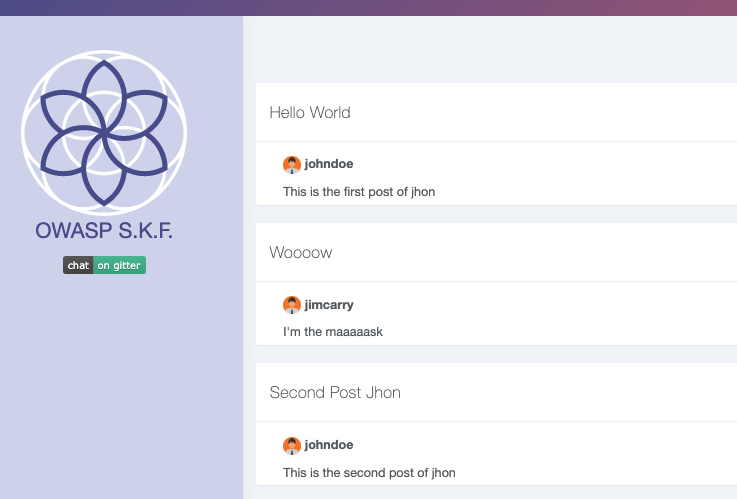 OWASP S.K.F.
chat on gitter
Hello World
johndoe
This is the first post of jhon
Woooow
jimcarry
I'm the maaaaask
Second Post Jhon
johndoe
This is the second post of jhon